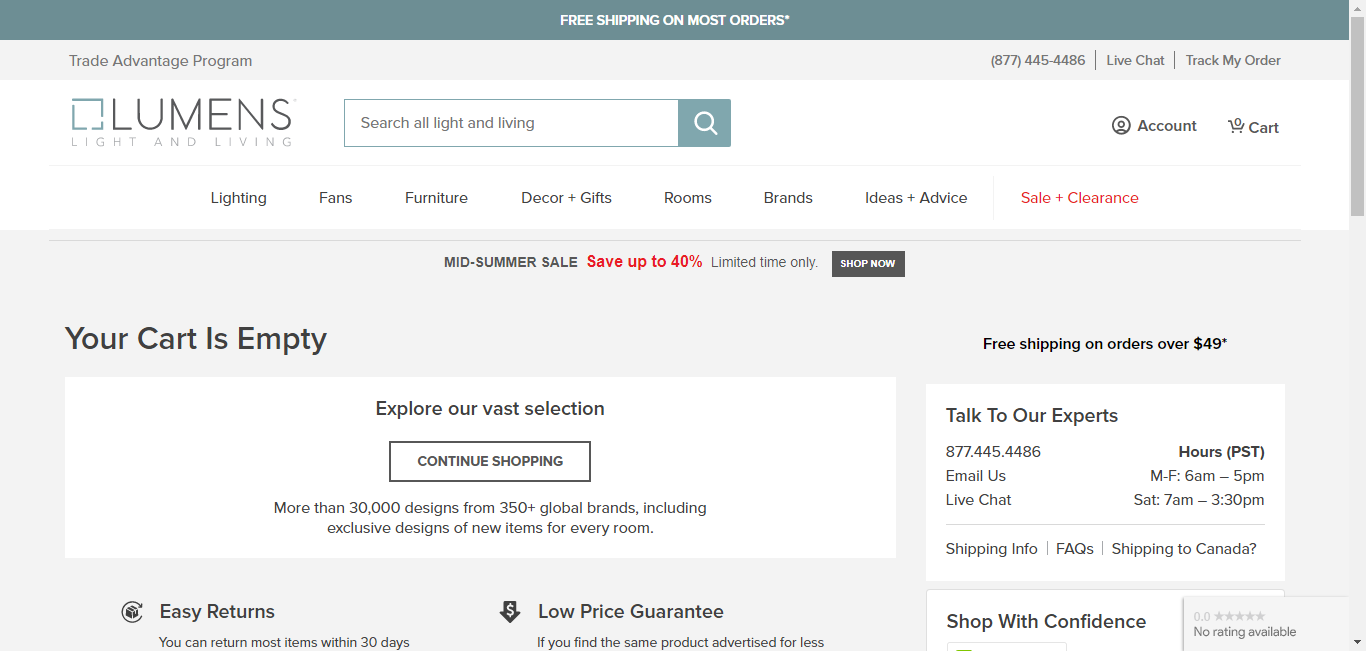 FREE SHIPPING ON MOST ORDERS*
Trade Advantage Program
(877) 445-4486 Live Chat Track My Order
LUMENS
LIGHT AND LIVING
Search all light and living
Account
0 Cart
Lighting Fans Furniture Decor + Gifts Rooms Brands Ideas + Advice Sale + Clearance
MID-SUMMER SALE Save up to 40% Limited time only. SHOP NOW
Your Cart Is Empty
Explore our vast selection
CONTINUE SHOPPING
More than 30,000 designs from 350+ global brands, including
exclusive designs of new items for every room.
Easy Returns
You can return most items within 30 days
Low Price Guarantee
If you find the same product advertised for less
Free shipping on orders over $49*
Talk To Our Experts
877.445.4486 Hours (PST)
Email Us M-F: 6am – 5pm
Live Chat Sat: 7am – 3:30pm
Shipping Info FAQs Shipping to Canada?
Shop With Confidence
0.0 ★★★★★
No rating available